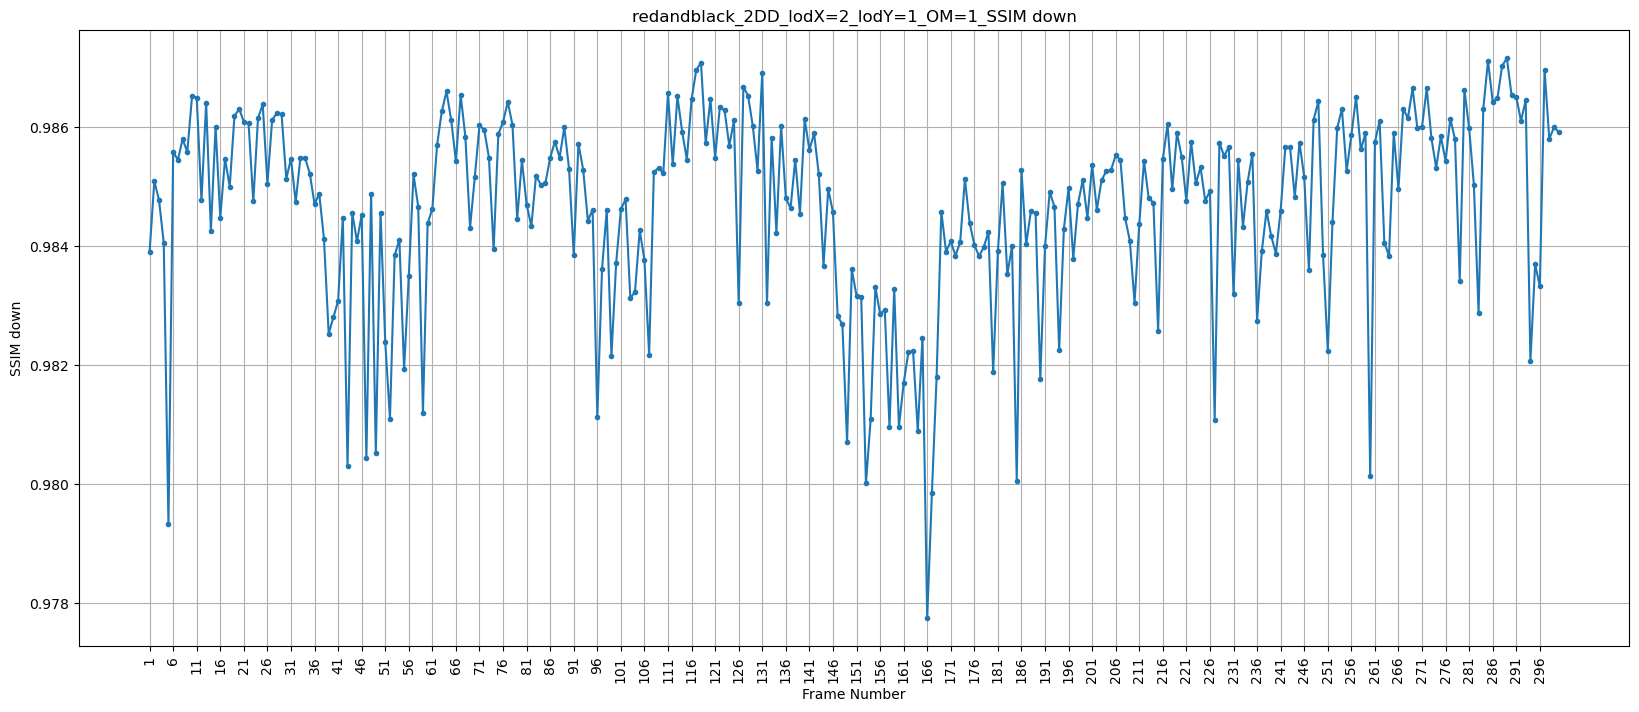 redandblack_2DD_lodX=2_lodY=1_OM=1_SSIM down
SSIM down
0.986
0.984
0.982
0.980
0.978
1 6 11 16 21 26 31 36 41 46 51 56 61 66 71 76 81 86 91 96 101 106 111 116 121 126 131 136 141 146 151 156 161 166 171 176 181 186 191 196 201 206 211 216 221 226 231 236 241 246 251 256 261 266 271 276 281 286 291 296
Frame Number